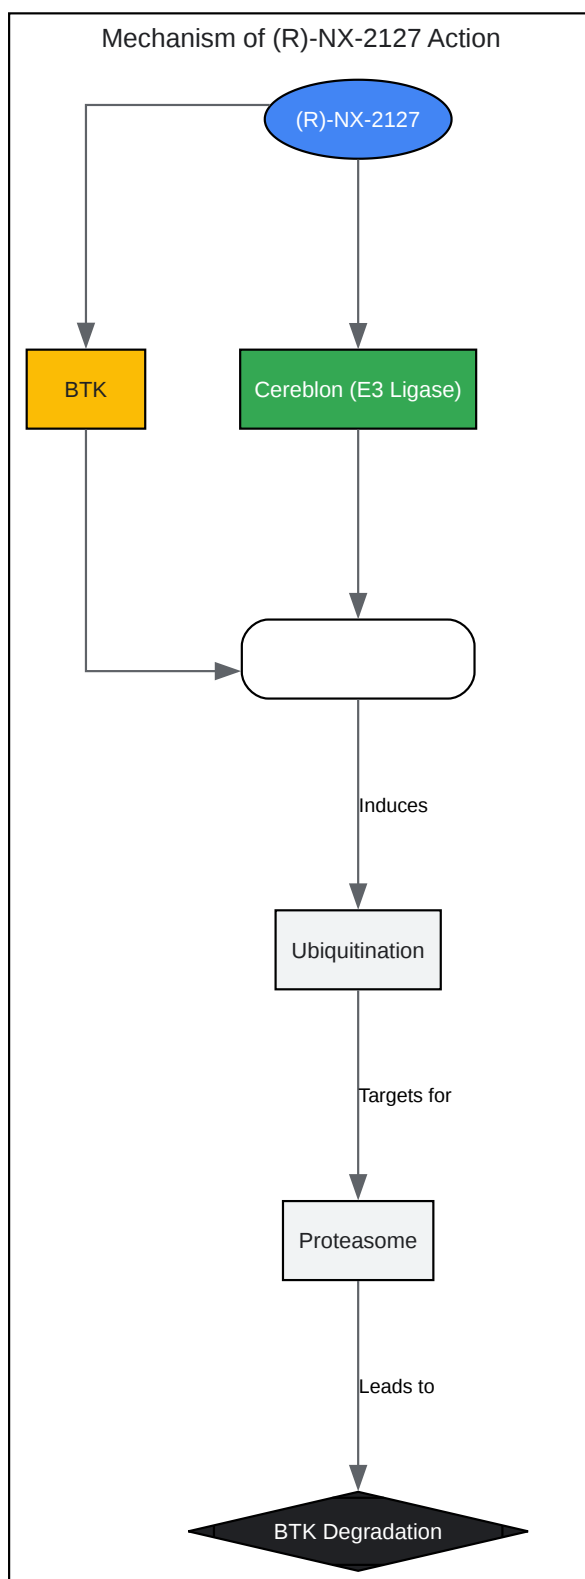 Mechanism of (R)-NX-2127 Action
(R)-NX-2127
BTK
Cereblon (E3 Ligase)
Induces
Ubiquitination
Targets for
Proteasome
Leads to
BTK Degradation